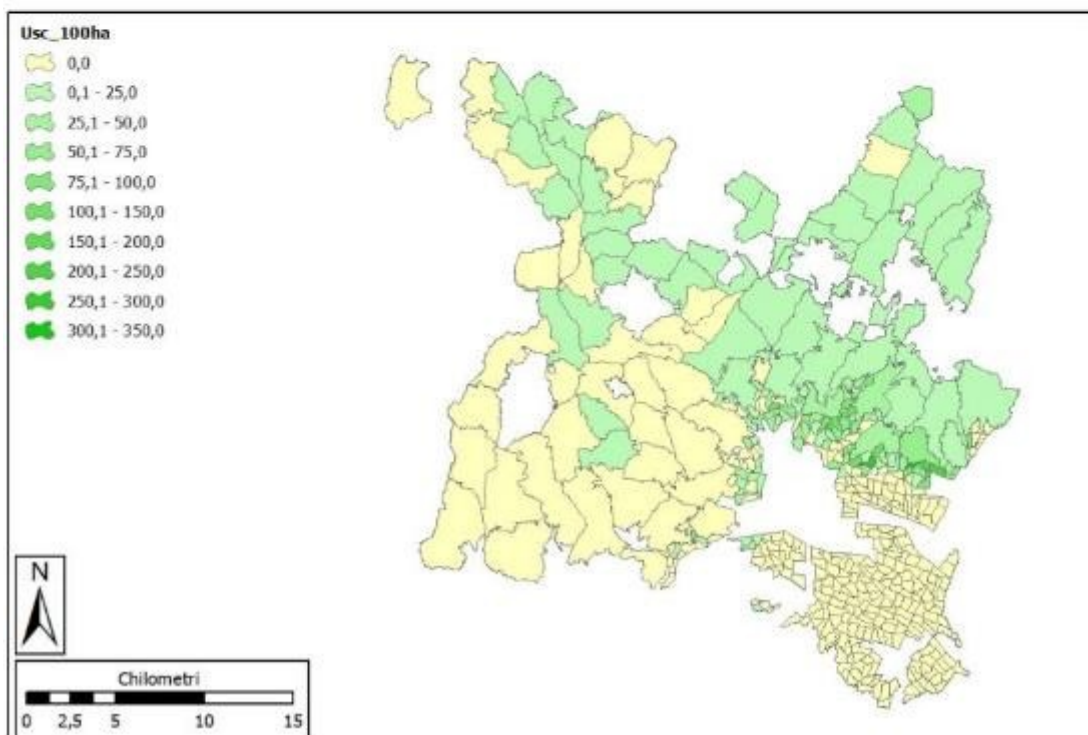 Usc_100ha
0,0
0,1 - 25,0
25,1 - 50,0
50,1 - 75,0
75,1 - 100,0
100,1 - 150,0
150,1 - 200,0
200,1 - 250,0
250,1 - 300,0
300,1 - 350,0
N
Chilometri
0 2,5 5 10 15